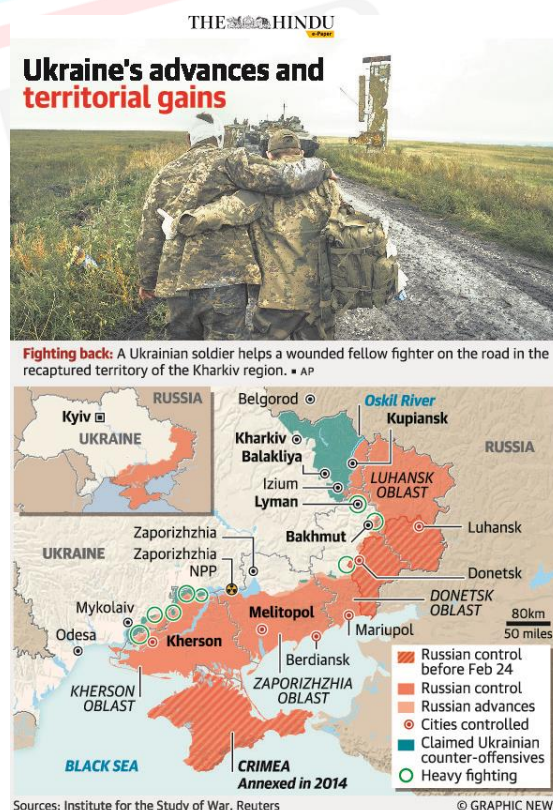 THE HINDU
e-Paper
Ukraine's advances and
territorial gains
Fighting back: A Ukrainian soldier helps a wounded fellow fighter on the road in the
recaptured territory of the Kharkiv region. ▪ AP
RUSSIA
Kyiv
UKRAINE
Belgorod
Oskil River
Kupiansk
Kharkiv
Balakliya
RUSSIA
Izium
LUHANSK
OBLAST
Lyman
Bakhmut
Luhansk
Zaporizhzhia
UKRAINE
Zaporizhzhia
NPP
Donetsk
DONETSK
OBLAST
Mykolaiv
Melitopol
80km
50 miles
Odesa
Kherson
Mariupol
Berdiansk
KHERSON
OBLAST
ZAPORIZHZHIA
OBLAST
BLACK SEA
CRIMEA
Annexed in 2014
Russian control
before Feb 24
Russian control
Russian advances
Cities controlled
Claimed Ukrainian
counter-offensives
Heavy fighting
Sources: Institute for the Study of War, Reuters
© GRAPHIC NEW